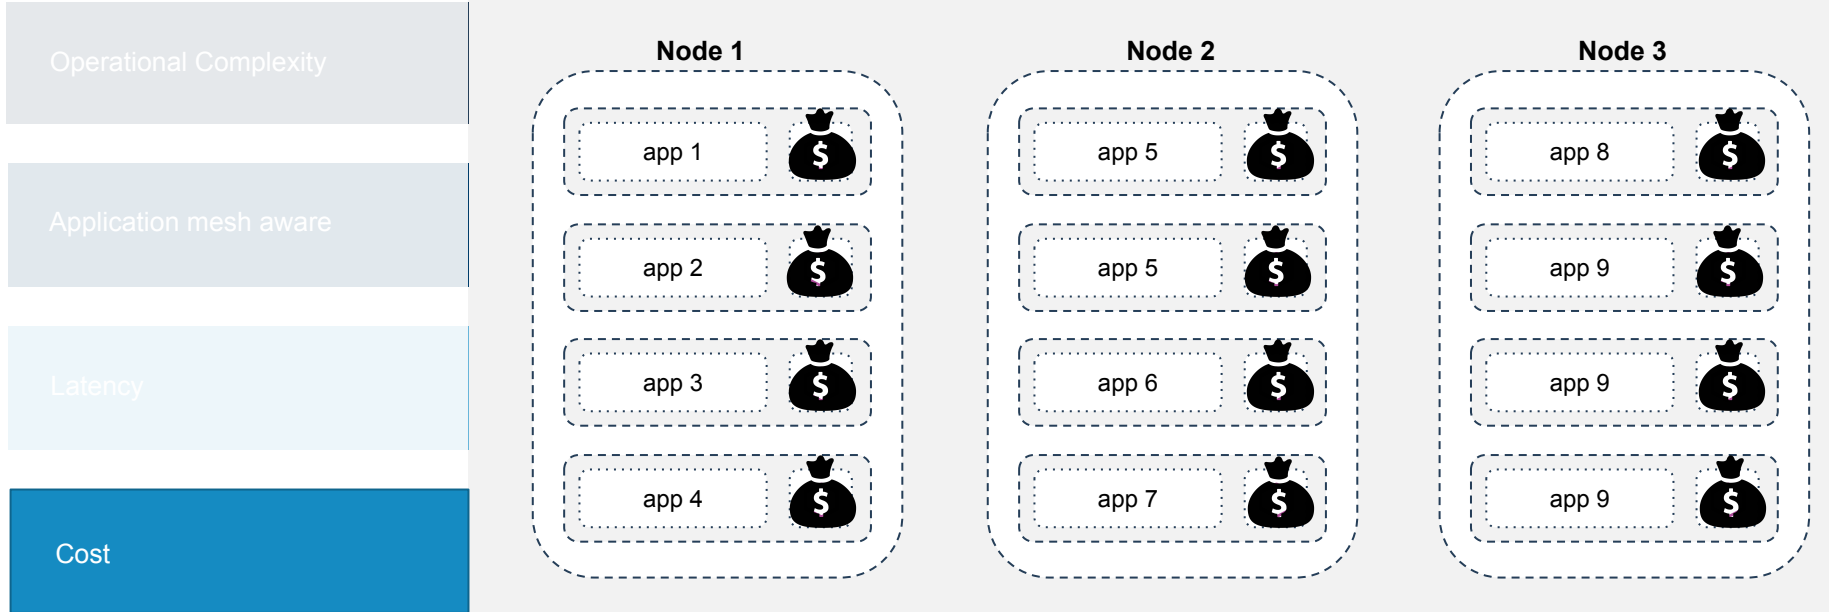 Operational Complexity
Application mesh aware
Latency
Cost
Node 1
app 1
$
app 2
$
app 3
$
app 4
$
Node 2
app 5
$
app 5
$
app 6
$
app 7
$
Node 3
app 8
$
app 9
$
app 9
$
app 9
$